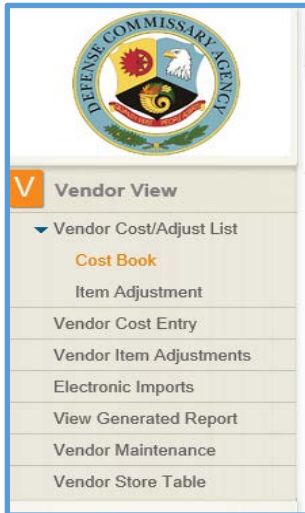 DEFENSE COMMISSARY AGENCY
V Vendor View
Vendor Cost/Adjust List
Cost Book
Item Adjustment
Vendor Cost Entry
Vendor Item Adjustments
Electronic Imports
View Generated Report
Vendor Maintenance
Vendor Store Table